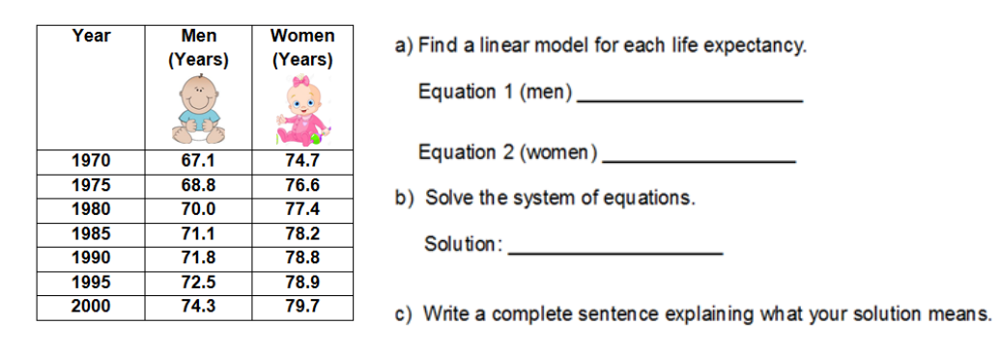 Year Men Women
(Years) (Years)
1970 67.1 74.7
1975 68.8 76.6
1980 70.0 77.4
1985 71.1 78.2
1990 71.8 78.8
1995 72.5 78.9
2000 74.3 79.7
a) Find a linear model for each life expectancy.
Equation 1 (men) ____________________
Equation 2 (women) ____________________
b) Solve the system of equations.
Solution: ____________________
c) Write a complete sentence explaining what your solution means.